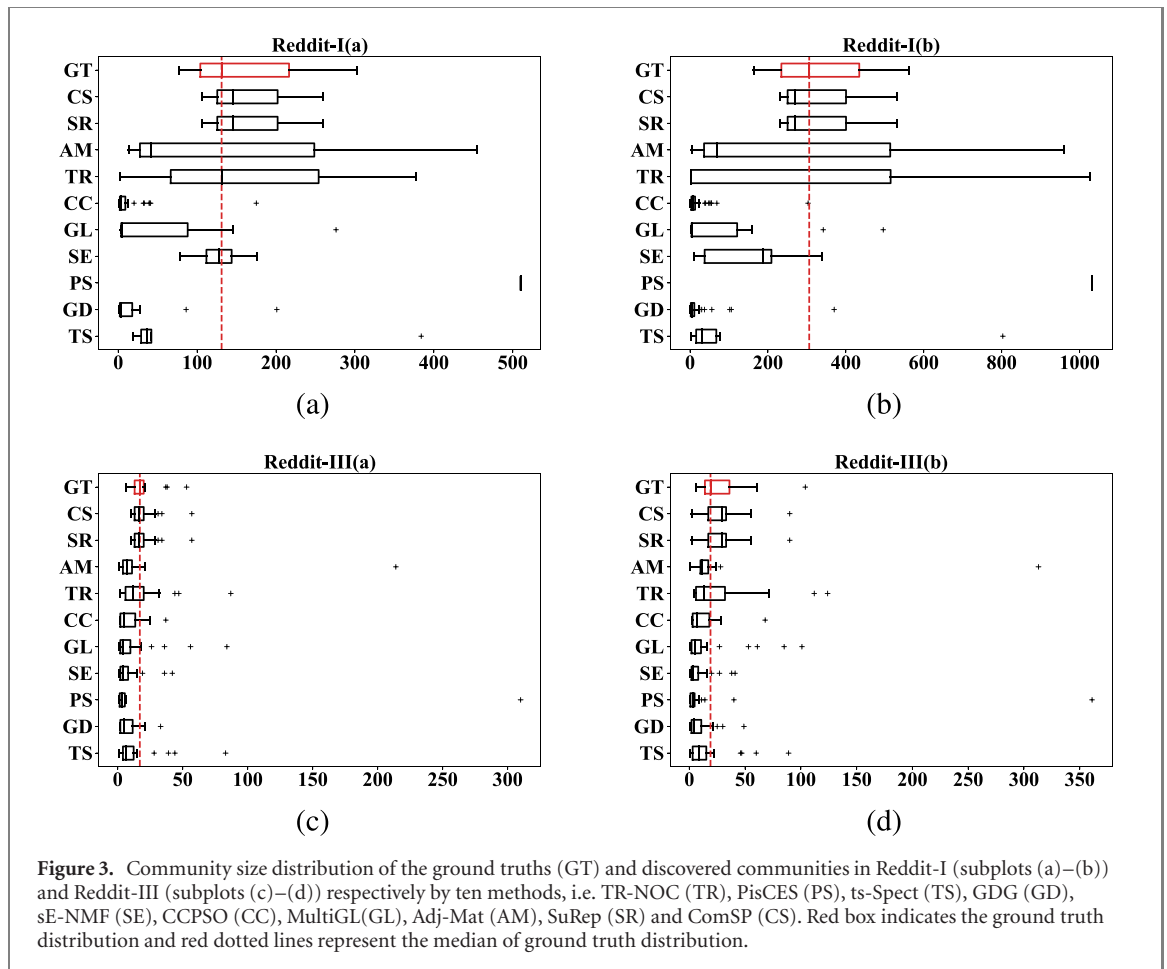 Reddit-I(a)
GT
CS
SR
AM
TR
CC
GL
SE
PS
GD
TS
0 100 200 300 400 500
(a)
Reddit-I(b)
GT
CS
SR
AM
TR
CC
GL
SE
PS
GD
TS
0 200 400 600 800 1000
(b)
Reddit-III(a)
GT
CS
SR
AM
TR
CC
GL
SE
PS
GD
TS
0 50 100 150 200 250 300
(c)
Reddit-III(b)
GT
CS
SR
AM
TR
CC
GL
SE
PS
GD
TS
0 50 100 150 200 250 300 350
(d)
Figure 3. Community size distribution of the ground truths (GT) and discovered communities in Reddit-I (subplots (a)–(b))
and Reddit-III (subplots (c)–(d)) respectively by ten methods, i.e. TR-NOC (TR), PisCES (PS), ts-Spect (TS), GDG (GD),
sE-NMF (SE), CCPSO (CC), MultiGL(GL), Adj-Mat (AM), SuRep (SR) and ComSP (CS). Red box indicates the ground truth
distribution and red dotted lines represent the median of ground truth distribution.